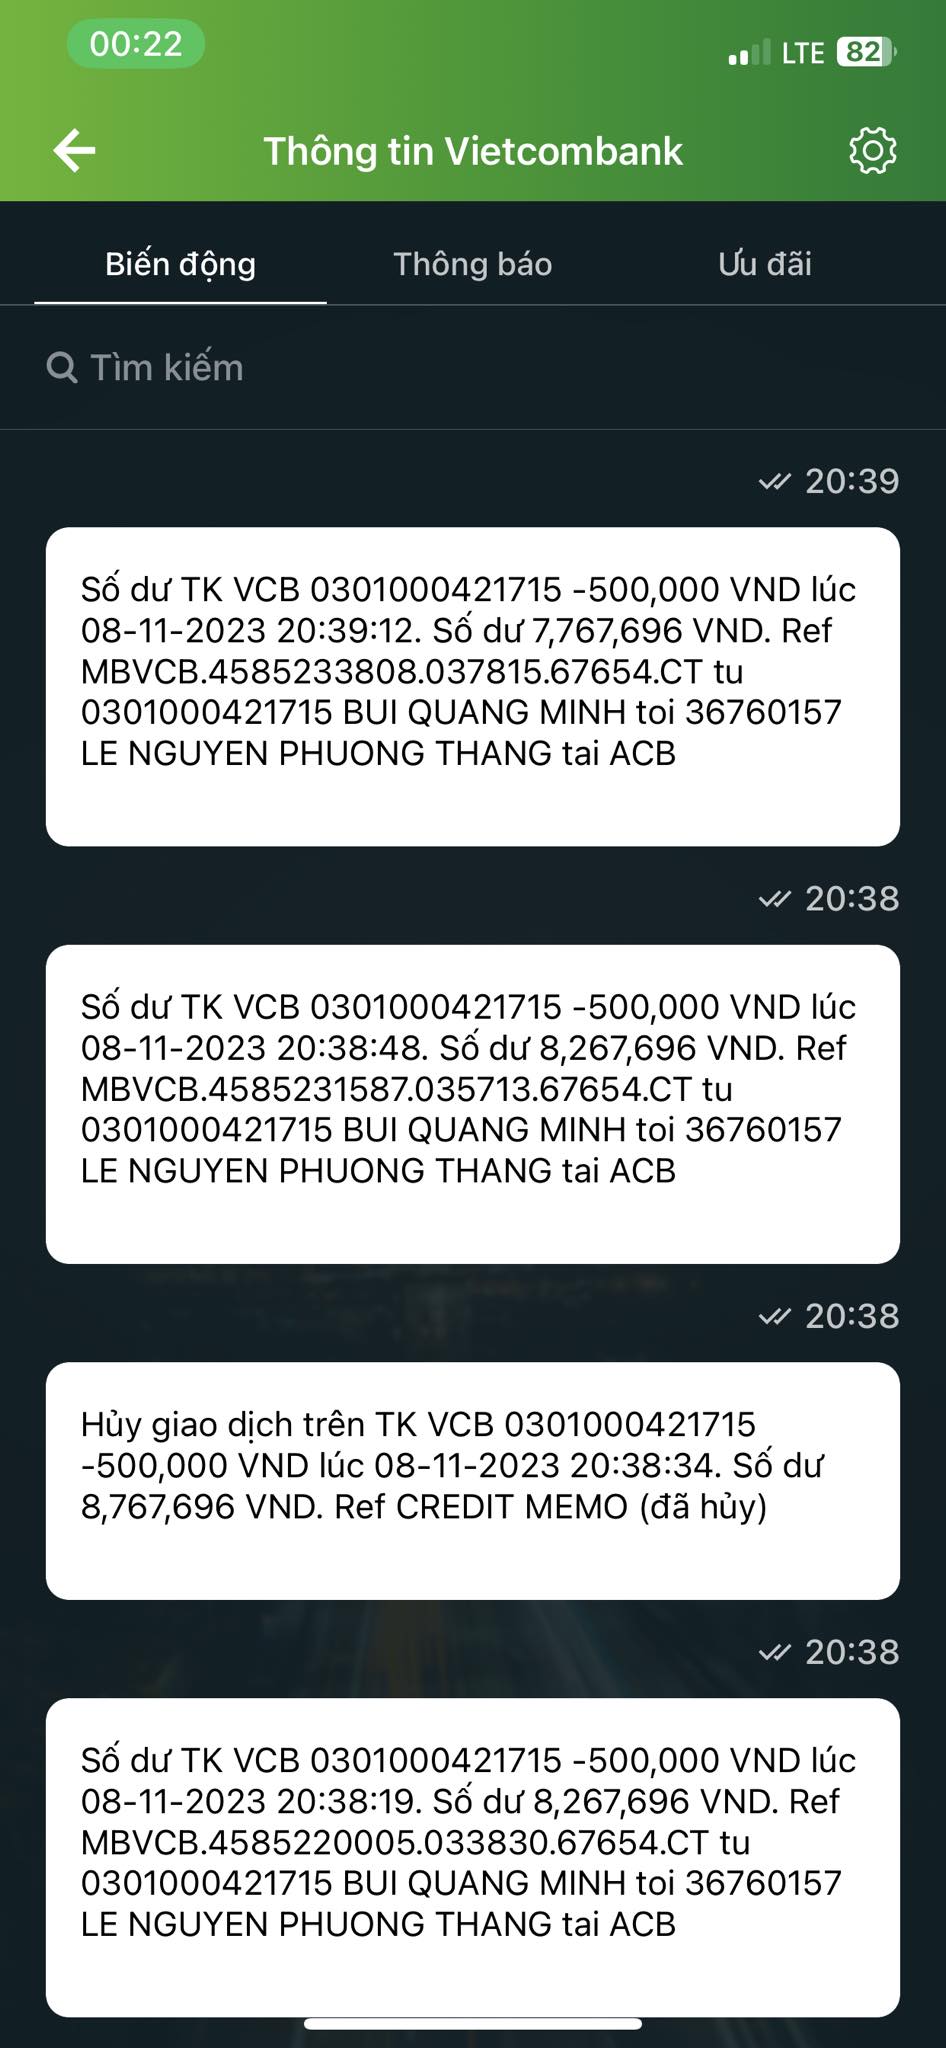 00:22
LTE 82
Thông tin Vietcombank
Biến động Thông báo Ưu đãi
Tìm kiếm
20:39
Số dư TK VCB 0301000421715 -500,000 VND lúc
08-11-2023 20:39:12. Số dư 7,767,696 VND. Ref
MBVCB.4585233808.037815.67654.CT tu
0301000421715 BUI QUANG MINH toi 36760157
LE NGUYEN PHUONG THANG tai ACB
20:38
Số dư TK VCB 0301000421715 -500,000 VND lúc
08-11-2023 20:38:48. Số dư 8,267,696 VND. Ref
MBVCB.4585231587.035713.67654.CT tu
0301000421715 BUI QUANG MINH toi 36760157
LE NGUYEN PHUONG THANG tai ACB
20:38
Hủy giao dịch trên TK VCB 0301000421715
-500,000 VND lúc 08-11-2023 20:38:34. Số dư
8,767,696 VND. Ref CREDIT MEMO (đã hủy)
20:38
Số dư TK VCB 0301000421715 -500,000 VND lúc
08-11-2023 20:38:19. Số dư 8,267,696 VND. Ref
MBVCB.4585220005.033830.67654.CT tu
0301000421715 BUI QUANG MINH toi 36760157
LE NGUYEN PHUONG THANG tai ACB